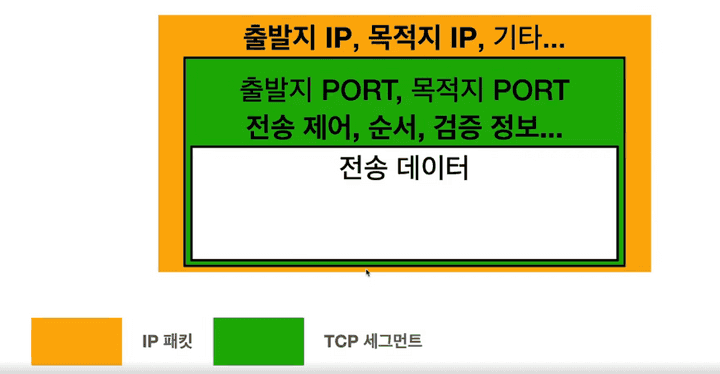 출발지 IP, 목적지 IP, 기타...
출발지 PORT, 목적지 PORT
전송 제어, 순서, 검증 정보...
전송 데이터
IP 패킷
TCP 세그먼트